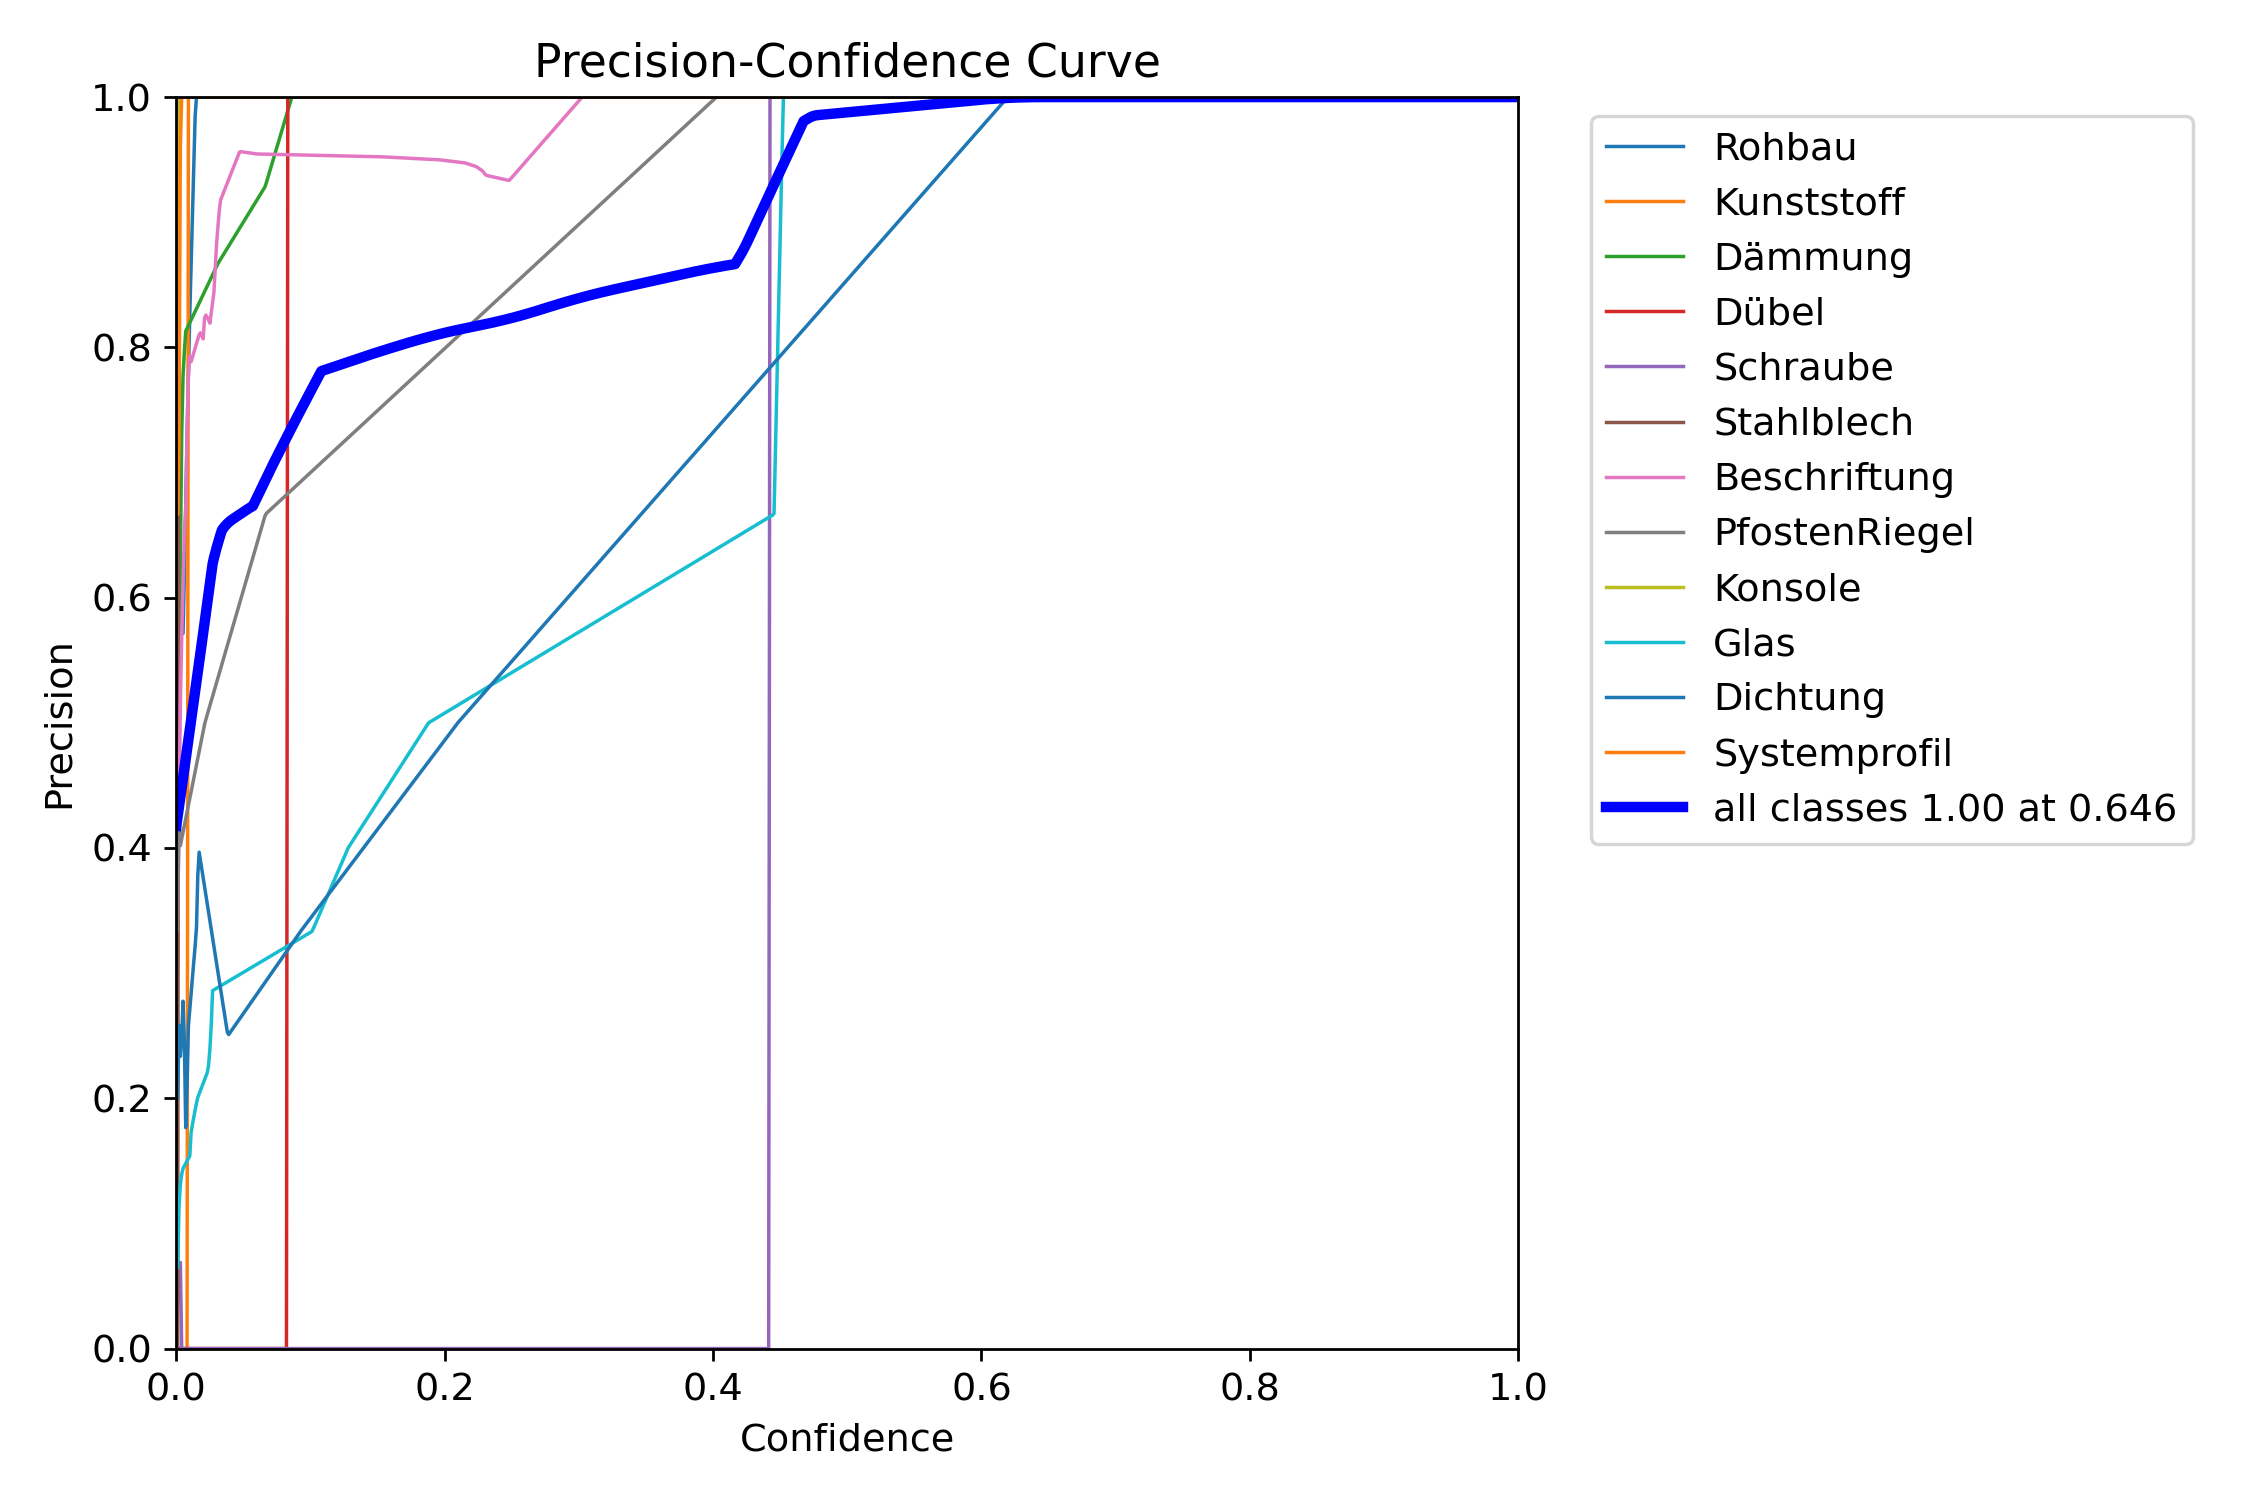 Precision-Confidence Curve
1.0
0.8
0.6
0.4
0.2
0.0
Precision
0.0 0.2 0.4 0.6 0.8 1.0
Confidence
Rohbau
Kunststoff
Dämmung
Dübel
Schraube
Stahlblech
Beschriftung
PfostenRiegel
Konsole
Glas
Dichtung
Systemprofil
all classes 1.00 at 0.646